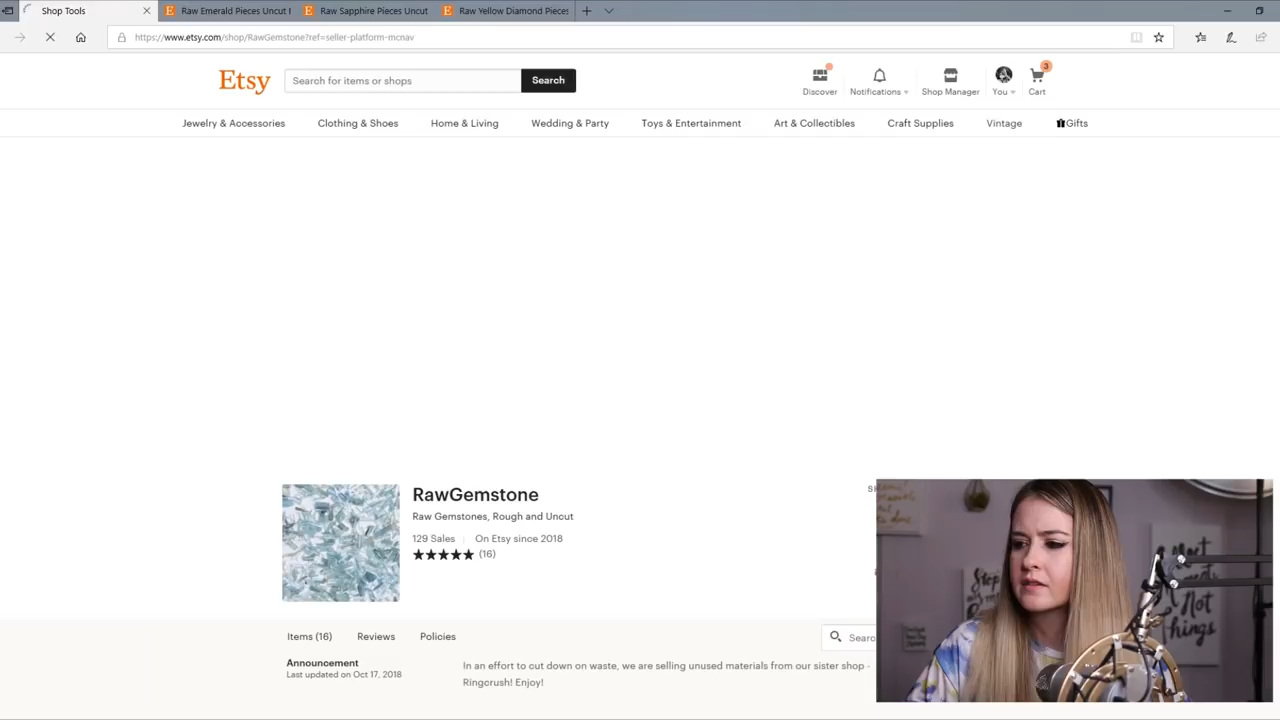 Shop Tools
Raw Emerald Pieces Uncut
Raw Sapphire Pieces Uncut
Raw Yellow Diamond Pieces
https://www.etsy.com/shop/RawGemstone?ref=seller-platform-mcnav
Etsy
Search for items or shops
Search
Discover
Notifications
Shop Manager
You
3
Cart
Jewelry & Accessories
Clothing & Shoes
Home & Living
Wedding & Party
Toys & Entertainment
Art & Collectibles
Craft Supplies
Vintage
Gifts
RawGemstone
Raw Gemstones, Rough and Uncut
129 Sales
On Etsy since 2018
(16)
Items (16)
Reviews
Policies
Announcement
Last updated on Oct 17, 2018
In an effort to cut down on waste, we are selling unused materials from our sister shop -
Ringcrush! Enjoy!
Stop
Not
things